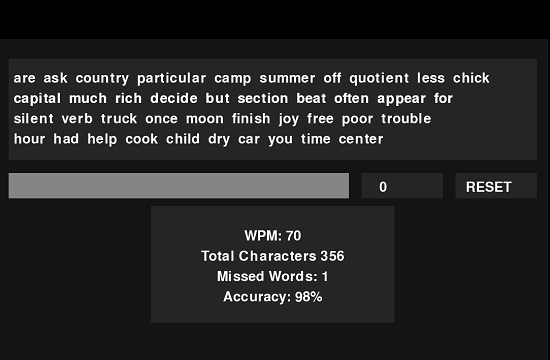 are ask country particular camp summer off quotient less chick
capital much rich decide but section beat often appear for
silent verb truck once moon finish joy free poor trouble
hour had help cook child dry car you time center
0
RESET
WPM: 70
Total Characters 356
Missed Words: 1
Accuracy: 98%